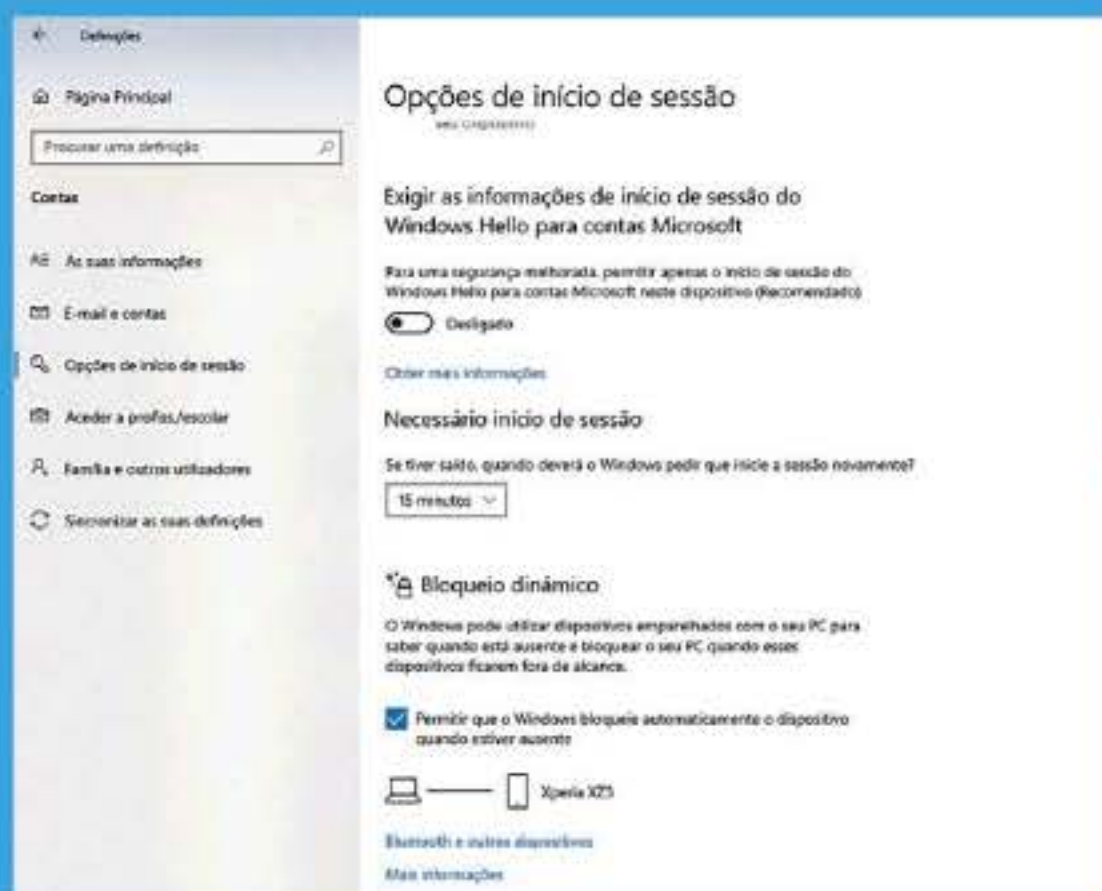 Definições
Página Principal
Procurar uma definição
Contas
As suas informações
E-mail e contas
Opções de início de sessão
Aceder a profiss./escolar
Família e outros utilizadores
Sincronizar as suas definições
Opções de início de sessão
seu dispositivo
Exigir as informações de início de sessão do
Windows Hello para contas Microsoft
Para uma segurança melhorada, permitir apenas o início de sessão do
Windows Hello para contas Microsoft neste dispositivo (Recomendado)
Desligado
Obter mais informações
Necessário início de sessão
Se tiver saído, quando deverá o Windows pedir que inicie a sessão novamente?
15 minutos
Bloqueio dinâmico
O Windows pode utilizar dispositivos emparelhados com o seu PC para
saber quando está ausente e bloquear o seu PC quando esses
dispositivos ficarem fora de alcance.
Permitir que o Windows bloqueie automaticamente o dispositivo
quando estiver ausente
Xperia XZ3
Bluetooth e outros dispositivos
Mais informações